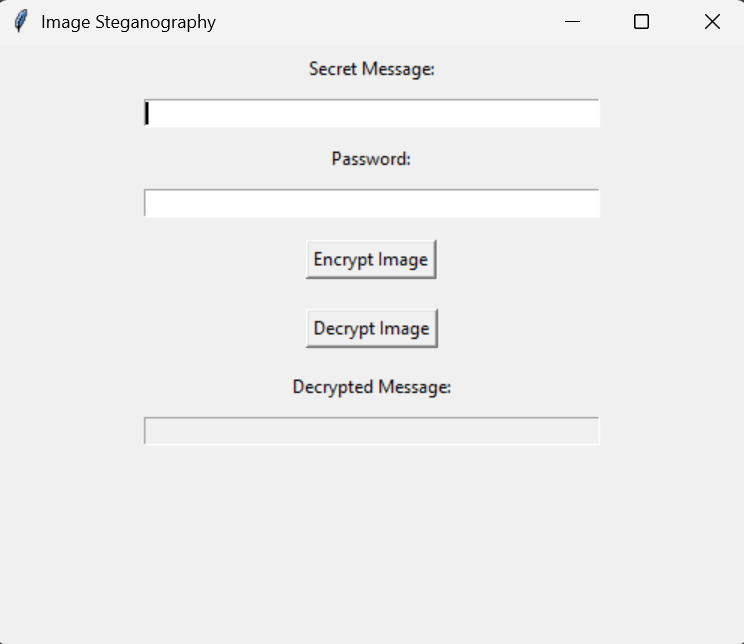 Image Steganography
Secret Message:
Password:
Encrypt Image
Decrypt Image
Decrypted Message: